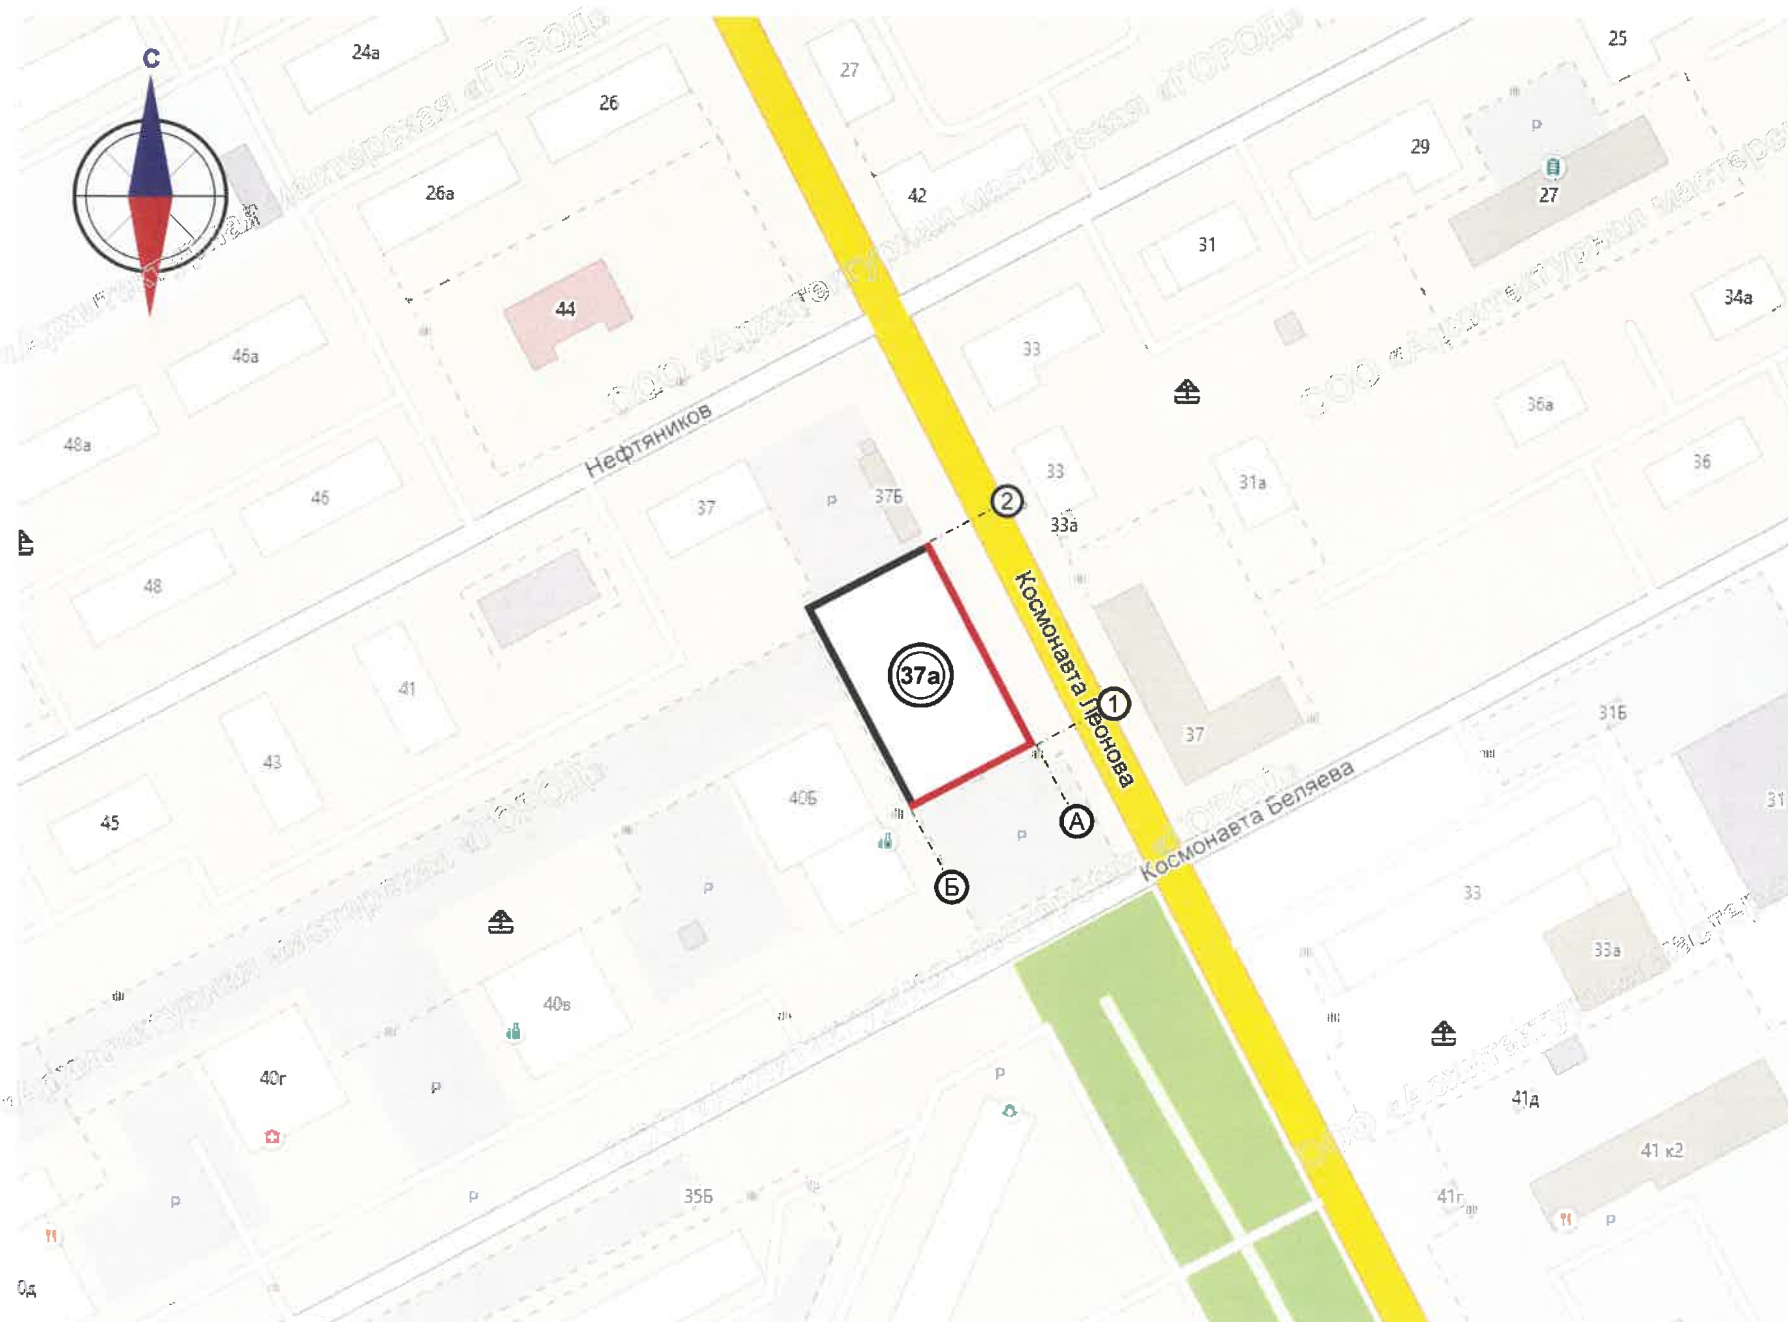 С
24а
27
25
26
29
Р
26а
42
27
31
34а
44
33
46а
36а
48а
Нефтяников
33
31а
36
46
37
Р
37Б
2
33а
48
Космонавта Леонова
37а
41
1
37
31Б
43
40Б
45
А
Р
Космонавта Беляева
31
Р
Б
33
33а
40в
40г
Р
Р
41д
41 к2
Р
Р
35Б
41г
Р
0д
ООО «Архитектурная мастерская «ГОРОД»